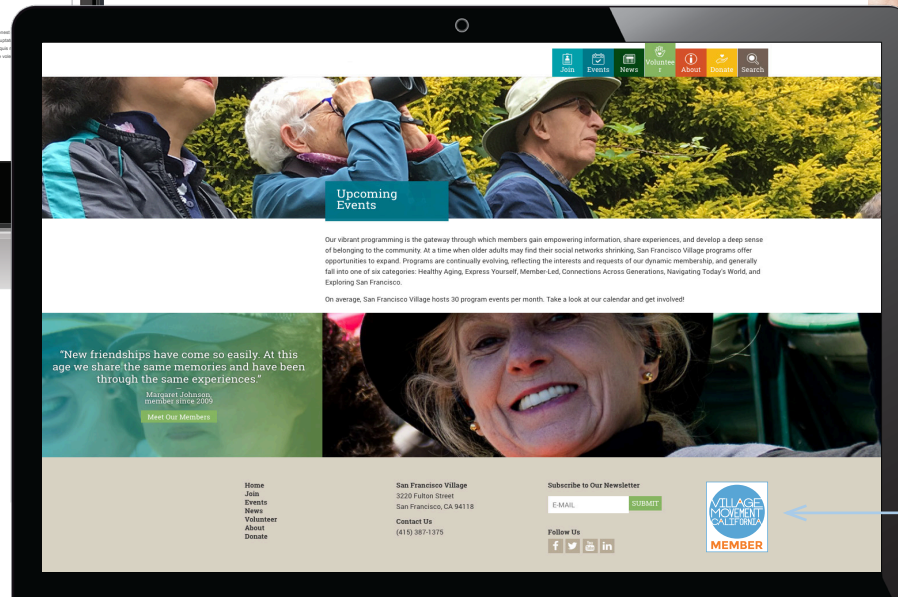 Join Events News Voluntee
r About Donate Search
Upcoming
Events
Our vibrant programming is the gateway through which members gain empowering information, share experiences, and develop a deep sense
of belonging to the community. At a time when older adults may find their social networks shrinking, San Francisco Village programs offer
opportunities to expand. Programs are continually evolving, reflecting the interests and requests of our dynamic membership, and generally
fall into one of six categories: Healthy Aging, Express Yourself, Member-Led, Connections Across Generations, Navigating Today's World, and
Exploring San Francisco.
On average, San Francisco Village hosts 30 program events per month. Take a look at our calendar and get involved!
"New friendships have come so easily. At this
age we share the same memories and have been
through the same experiences."
–
Margaret Johnson,
member since 2009
Meet Our Members
Home
Join
Events
News
Volunteer
About
Donate
San Francisco Village
3220 Fulton Street
San Francisco, CA 94118
Contact Us
(415) 387-1375
Subscribe to Our Newsletter
E-MAIL SUBMIT
Follow Us
VILLAGE
MOVEMENT
CALIFORNIA
MEMBER